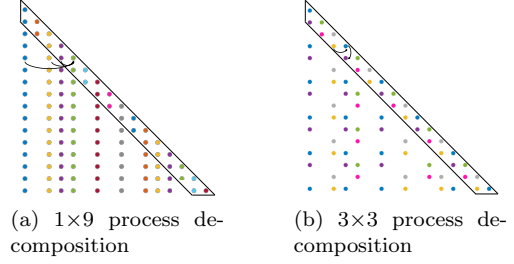 (a) 1×9 process de-
composition
(b) 3×3 process de-
composition